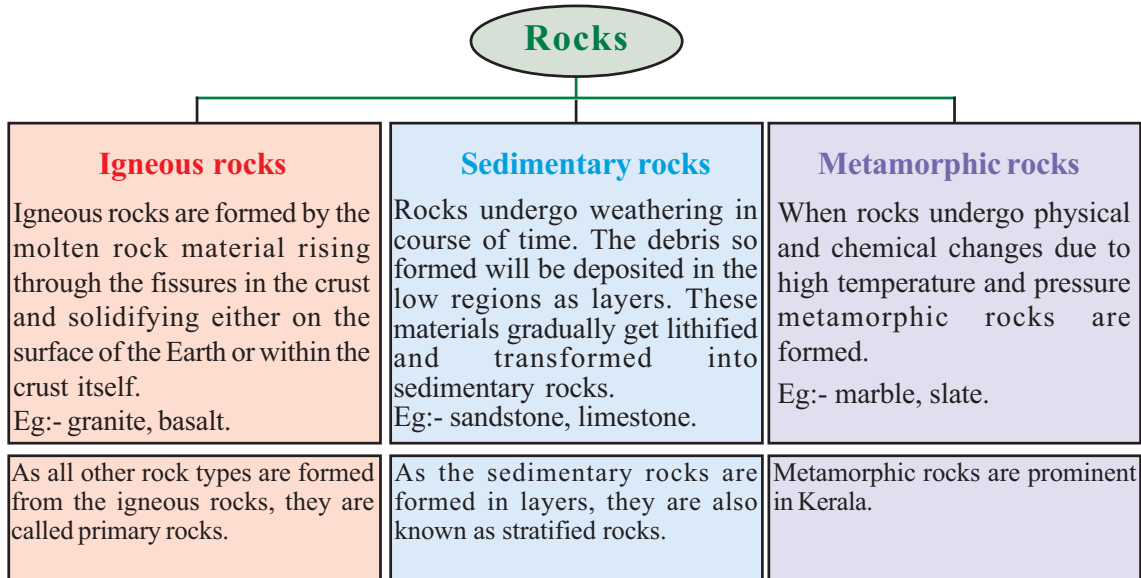 Rocks
Igneous rocks
Igneous rocks are formed by the
molten rock material rising
through the fissures in the crust
and solidifying either on the
surface of the Earth or within the
crust itself.
Eg:- granite, basalt.
As all other rock types are formed
from the igneous rocks, they are
called primary rocks.
Sedimentary rocks
Rocks undergo weathering in
course of time. The debris so
formed will be deposited in the
low regions as layers. These
materials gradually get lithified
and transformed into
sedimentary rocks.
Eg:- sandstone, limestone.
As the sedimentary rocks are
formed in layers, they are also
known as stratified rocks.
Metamorphic rocks
When rocks undergo physical
and chemical changes due to
high temperature and pressure
metamorphic rocks are
formed.
Eg:- marble, slate.
Metamorphic rocks are prominent
in Kerala.